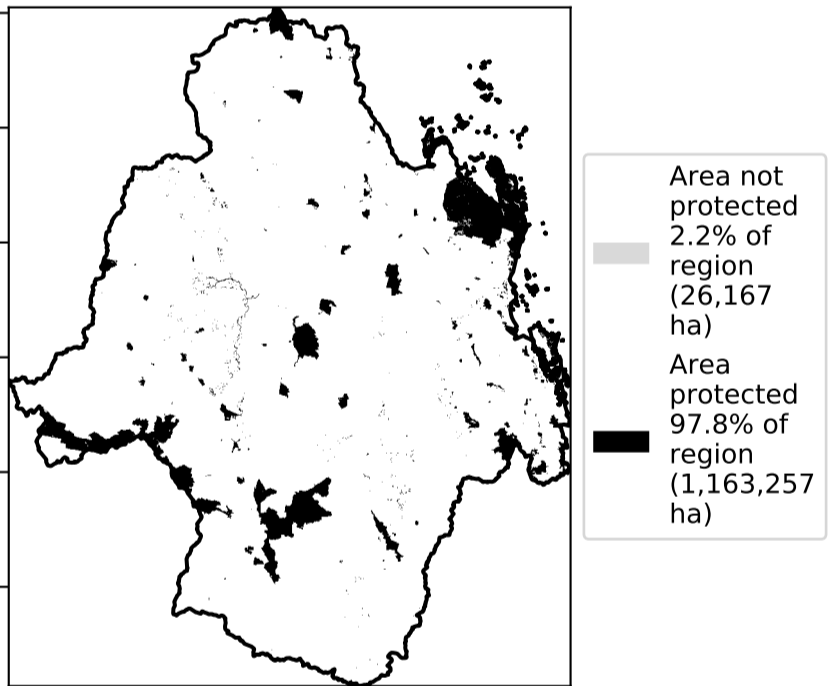 Area not
protected
2.2% of
region
(26,167
ha)
Area
protected
97.8% of
region
(1,163,257
ha)